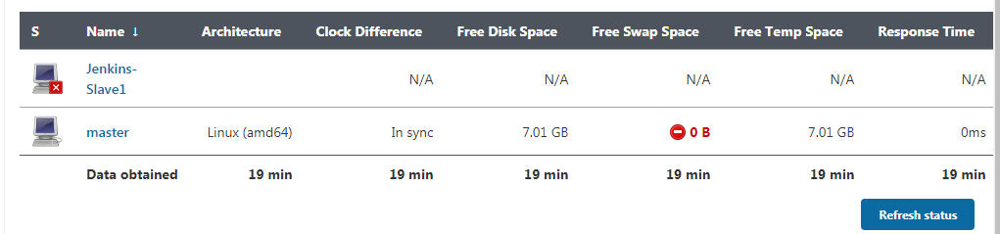 S Name ↓ Architecture Clock Difference Free Disk Space Free Swap Space Free Temp Space Response Time
Jenkins-
Slave1 N/A N/A N/A N/A N/A
master Linux (amd64) In sync 7.01 GB 0 B 7.01 GB 0ms
Data obtained 19 min 19 min 19 min 19 min 19 min 19 min
Refresh status